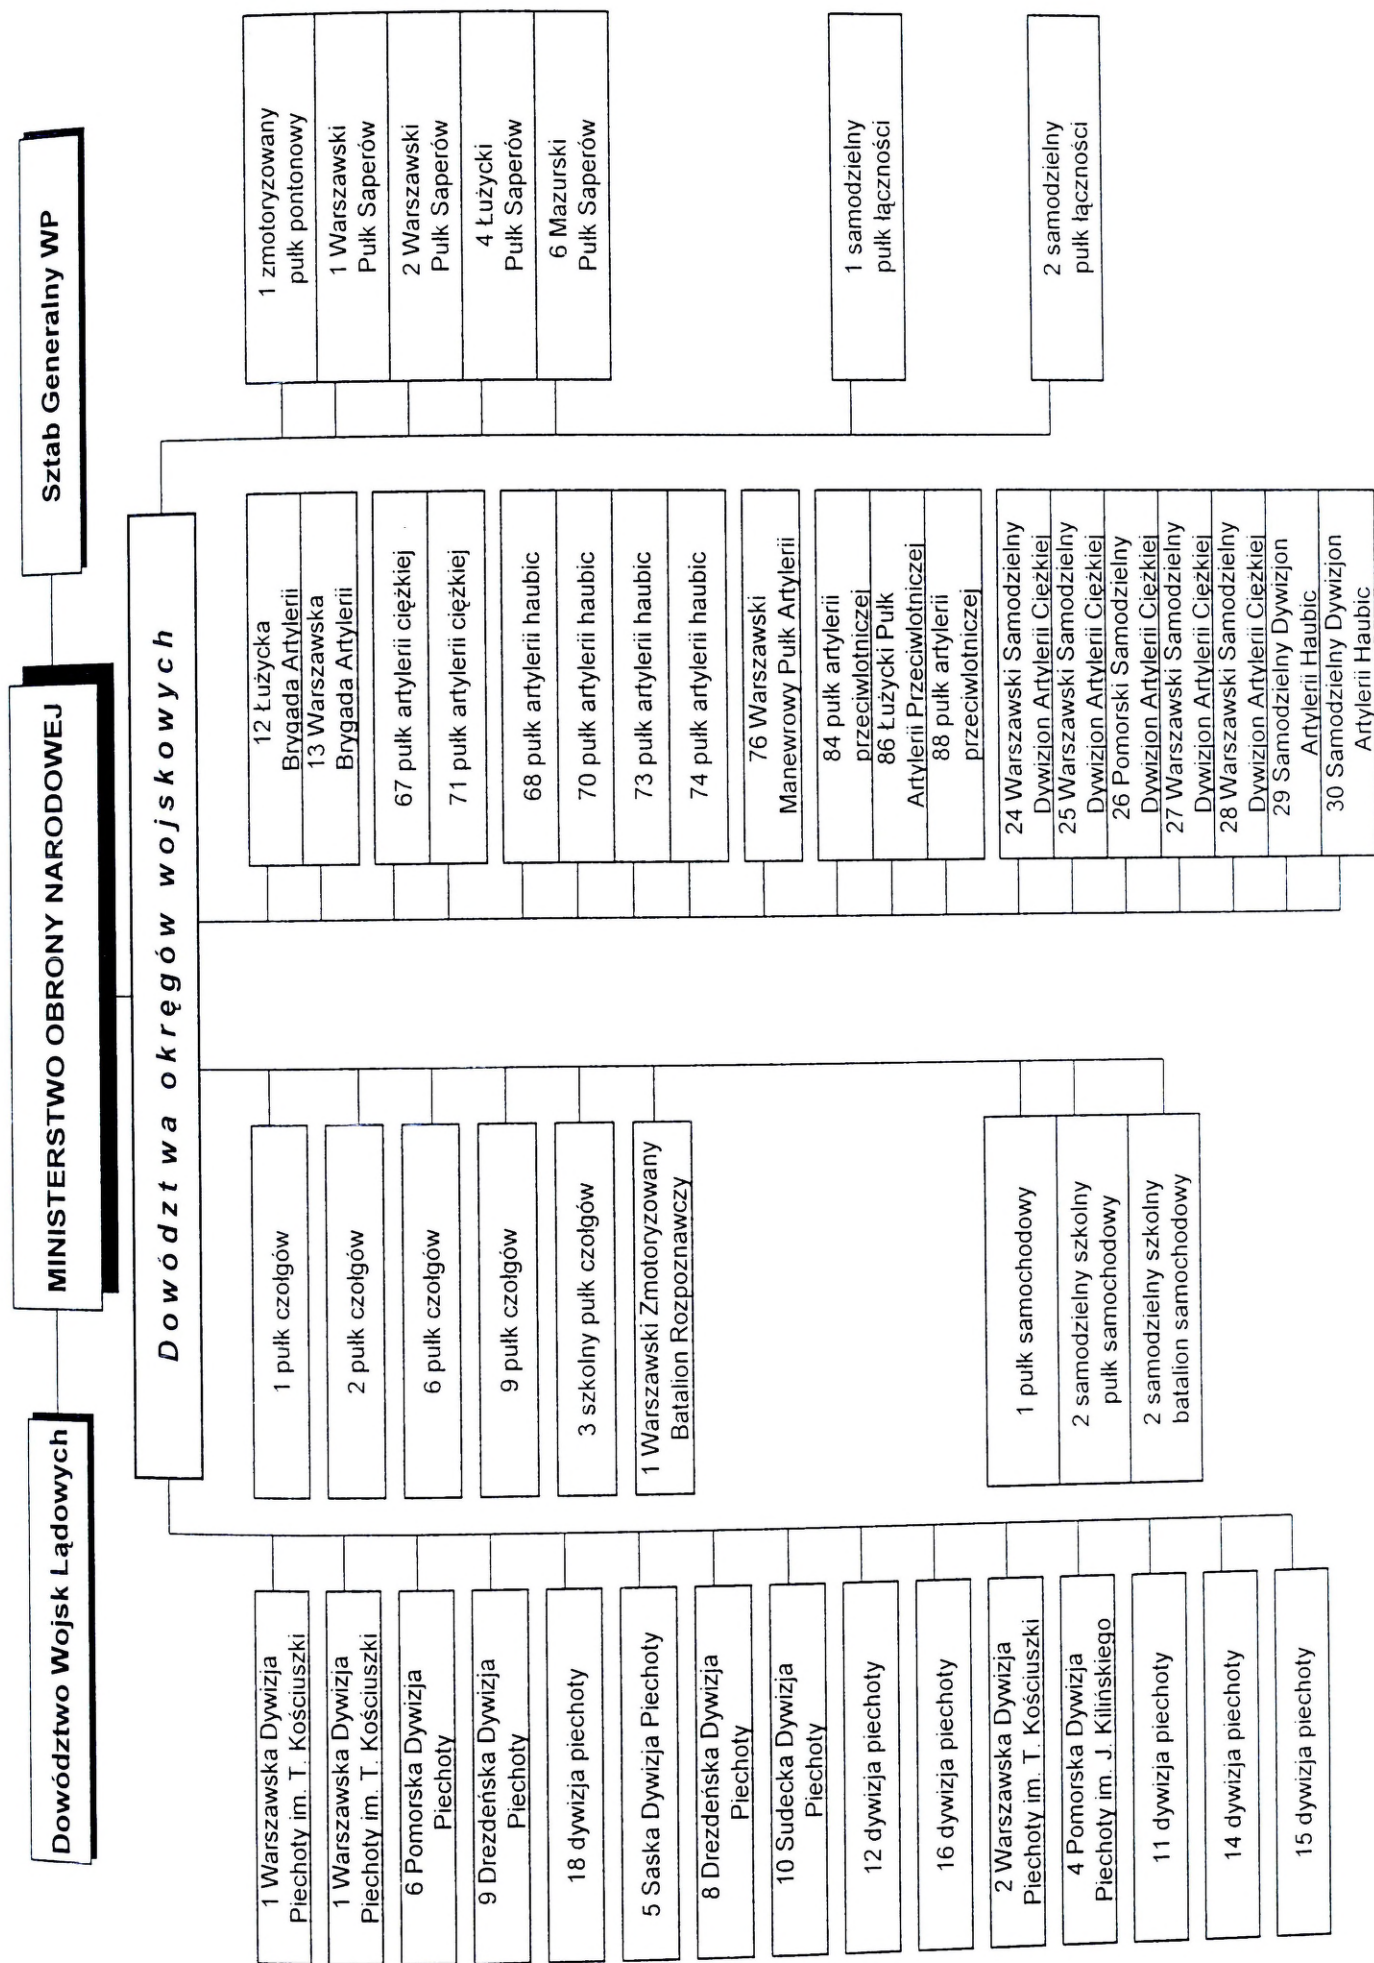 Dowództwo Wojsk Lądowych
MINISTERSTWO OBRONY NARODOWEJ
Sztab Generalny WP
Dowództwa okręgów wojskowych
1 Warszawska Dywizja
Piechoty im. T. Kościuszki
1 Warszawska Dywizja
Piechoty im. T. Kościuszki
6 Pomorska Dywizja
Piechoty
9 Drezdeńska Dywizja
Piechoty
18 dywizja piechoty
5 Saska Dywizja Piechoty
8 Drezdeńska Dywizja
Piechoty
10 Sudecka Dywizja
Piechoty
12 dywizja piechoty
16 dywizja piechoty
2 Warszawska Dywizja
Piechoty im. T. Kościuszki
4 Pomorska Dywizja
Piechoty im. J. Kilińskiego
11 dywizja piechoty
14 dywizja piechoty
15 dywizja piechoty
1 pułk czołgów
2 pułk czołgów
6 pułk czołgów
9 pułk czołgów
3 szkolny pułk czołgów
1 Warszawski Zmotoryzowany
Batalion Rozpoznawczy
1 pułk samochodowy
2 samodzielny szkolny
pułk samochodowy
2 samodzielny szkolny
batalion samochodowy
12 Łużycka
Brygada Artylerii
13 Warszawska
Brygada Artylerii
67 pułk artylerii ciężkiej
71 pułk artylerii ciężkiej
68 pułk artylerii haubic
70 pułk artylerii haubic
73 pułk artylerii haubic
74 pułk artylerii haubic
76 Warszawski
Manewrowy Pułk Artylerii
84 pułk artylerii
przeciwlotniczej
86 Łużycki Pułk
Artylerii Przeciwlotniczej
88 pułk artylerii
przeciwlotniczej
24 Warszawski Samodzielny
Dywizjon Artylerii Ciężkiej
25 Warszawski Samodzielny
Dywizjon Artylerii Ciężkiej
26 Pomorski Samodzielny
Dywizjon Artylerii Ciężkiej
27 Warszawski Samodzielny
Dywizjon Artylerii Ciężkiej
28 Warszawski Samodzielny
Dywizjon Artylerii Ciężkiej
29 Samodzielny Dywizjon
Artylerii Haubic
30 Samodzielny Dywizjon
Artylerii Haubic
1 zmotoryzowany
pułk pontonowy
1 Warszawski
Pułk Saperów
2 Warszawski
Pułk Saperów
4 Łużycki
Pułk Saperów
6 Mazurski
Pułk Saperów
1 samodzielny
pułk łączności
2 samodzielny
pułk łączności